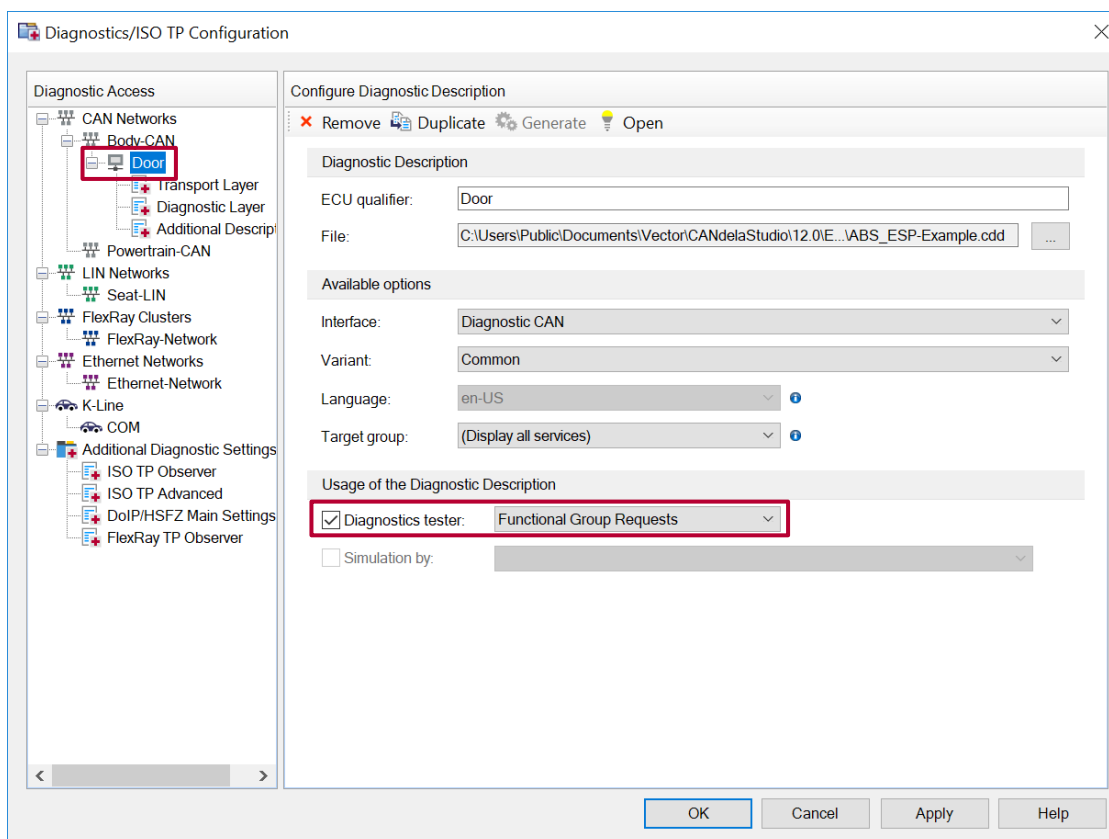 Diagnostics/ISO TP Configuration
Diagnostic Access
CAN Networks
Body-CAN
Door
Transport Layer
Diagnostic Layer
Additional Descript
Powertrain-CAN
LIN Networks
Seat-LIN
FlexRay Clusters
FlexRay-Network
Ethernet Networks
Ethernet-Network
K-Line
COM
Additional Diagnostic Settings
ISO TP Observer
ISO TP Advanced
DoIP/HSFZ Main Settings
FlexRay TP Observer
Configure Diagnostic Description
Remove Duplicate Generate Open
Diagnostic Description
ECU qualifier: Door
File: C:\Users\Public\Documents\Vector\CANdelaStudio\12.0\E...\ABS_ESP-Example.cdd ...
Available options
Interface: Diagnostic CAN
Variant: Common
Language: en-US
Target group: (Display all services)
Usage of the Diagnostic Description
Diagnostics tester: Functional Group Requests
Simulation by:
OK Cancel Apply Help